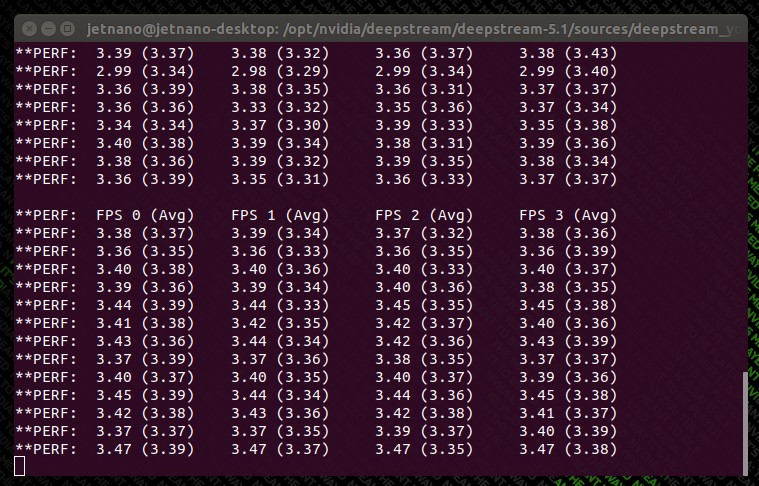 jetnano@jetnano-desktop: /opt/nvidia/deepstream/deepstream-5.1/sources/deepstream_yo
**PERF:  3.39 (3.37)    3.38 (3.32)    3.36 (3.37)    3.38 (3.43)
**PERF:  2.99 (3.34)    2.98 (3.29)    2.99 (3.34)    2.99 (3.40)
**PERF:  3.36 (3.39)    3.38 (3.35)    3.36 (3.31)    3.37 (3.37)
**PERF:  3.36 (3.36)    3.33 (3.32)    3.35 (3.36)    3.37 (3.34)
**PERF:  3.34 (3.34)    3.37 (3.30)    3.39 (3.33)    3.35 (3.38)
**PERF:  3.40 (3.38)    3.39 (3.34)    3.38 (3.31)    3.39 (3.36)
**PERF:  3.38 (3.36)    3.39 (3.32)    3.39 (3.35)    3.38 (3.34)
**PERF:  3.36 (3.39)    3.35 (3.31)    3.36 (3.33)    3.37 (3.37)
**PERF:  FPS 0 (Avg)    FPS 1 (Avg)    FPS 2 (Avg)    FPS 3 (Avg)
**PERF:  3.38 (3.37)    3.39 (3.34)    3.37 (3.32)    3.38 (3.36)
**PERF:  3.36 (3.35)    3.36 (3.33)    3.36 (3.36)    3.36 (3.39)
**PERF:  3.40 (3.38)    3.40 (3.36)    3.40 (3.33)    3.40 (3.37)
**PERF:  3.39 (3.36)    3.39 (3.34)    3.40 (3.36)    3.38 (3.35)
**PERF:  3.44 (3.39)    3.44 (3.33)    3.45 (3.35)    3.45 (3.38)
**PERF:  3.41 (3.38)    3.42 (3.35)    3.42 (3.37)    3.40 (3.36)
**PERF:  3.43 (3.36)    3.44 (3.34)    3.42 (3.36)    3.43 (3.39)
**PERF:  3.37 (3.39)    3.37 (3.36)    3.38 (3.35)    3.37 (3.37)
**PERF:  3.40 (3.37)    3.40 (3.35)    3.40 (3.37)    3.39 (3.36)
**PERF:  3.45 (3.39)    3.44 (3.34)    3.44 (3.36)    3.45 (3.38)
**PERF:  3.42 (3.38)    3.43 (3.36)    3.42 (3.38)    3.41 (3.37)
**PERF:  3.37 (3.37)    3.37 (3.35)    3.39 (3.37)    3.40 (3.39)
**PERF:  3.47 (3.39)    3.47 (3.37)    3.47 (3.35)    3.47 (3.38)